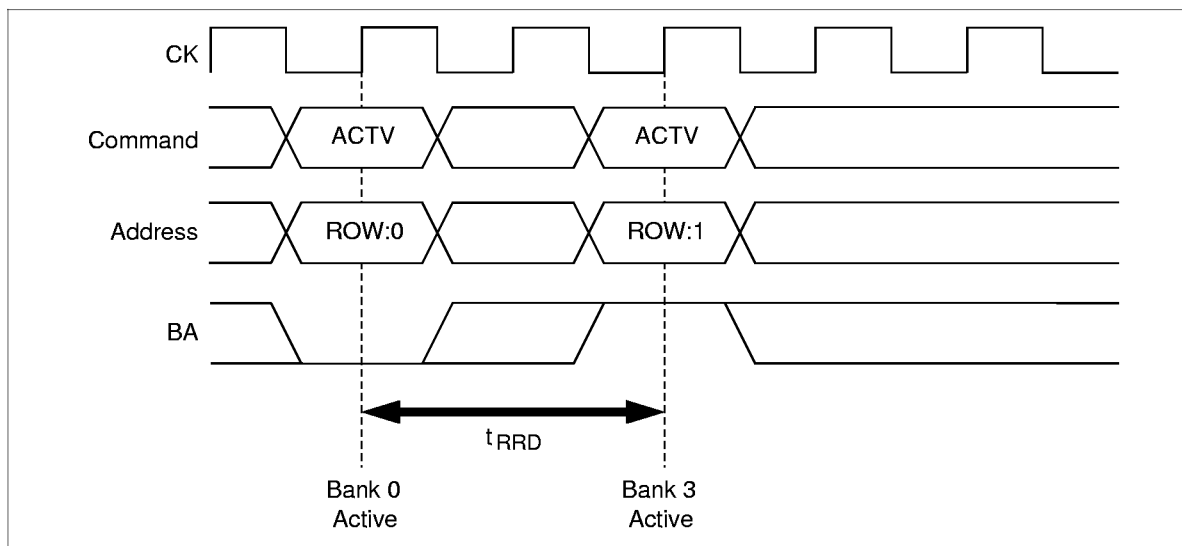 CK
Command
ACTV
ACTV
Address
ROW:0
ROW:1
BA
tRRD
Bank 0
Active
Bank 3
Active